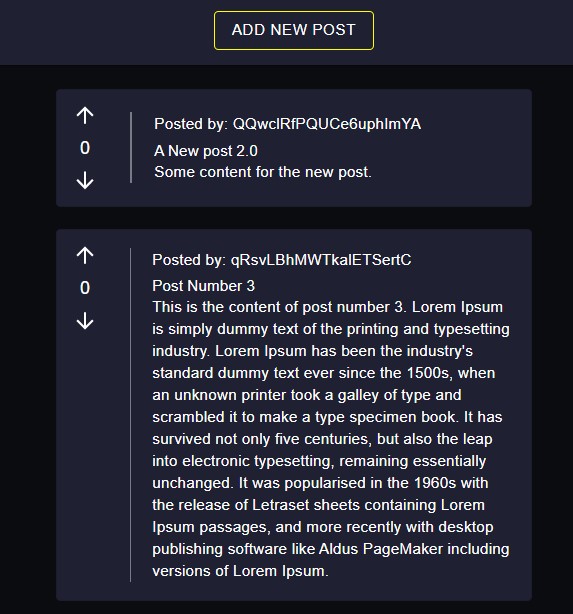 ADD NEW POST
Posted by: QQwclRfPQUCe6uphImYA
0
A New post 2.0
Some content for the new post.
Posted by: qRsvLBhMWTkalETSertC
0
Post Number 3
This is the content of post number 3. Lorem Ipsum
is simply dummy text of the printing and typesetting
industry. Lorem Ipsum has been the industry's
standard dummy text ever since the 1500s, when
an unknown printer took a galley of type and
scrambled it to make a type specimen book. It has
survived not only five centuries, but also the leap
into electronic typesetting, remaining essentially
unchanged. It was popularised in the 1960s with
the release of Letraset sheets containing Lorem
Ipsum passages, and more recently with desktop
publishing software like Aldus PageMaker including
versions of Lorem Ipsum.